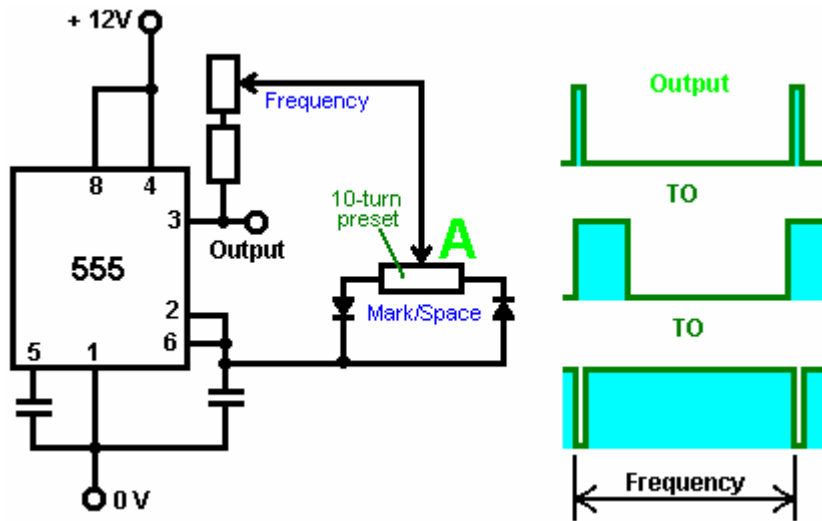 + 12V
Output
Frequency
8 4
TO
3
10-turn
preset
A
Output
555
2
Mark/Space
6
TO
5 1
Frequency
0 V